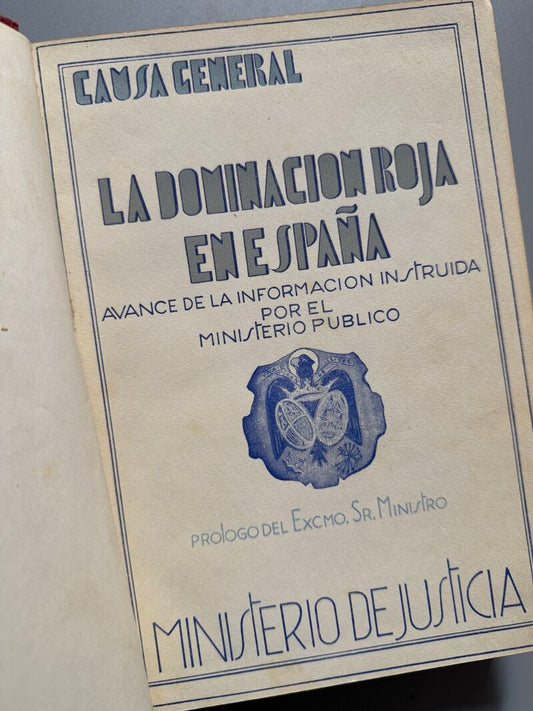 CAUSA GENERAL
LA DOMINACION ROJA
EN ESPAÑA
AVANCE DE LA INFORMACION INSTRUIDA
POR EL
MINISTERIO PUBLICO
PROLOGO DEL EXCMO. SR. MINISTRO
MINISTERIO DE JUSTICIA